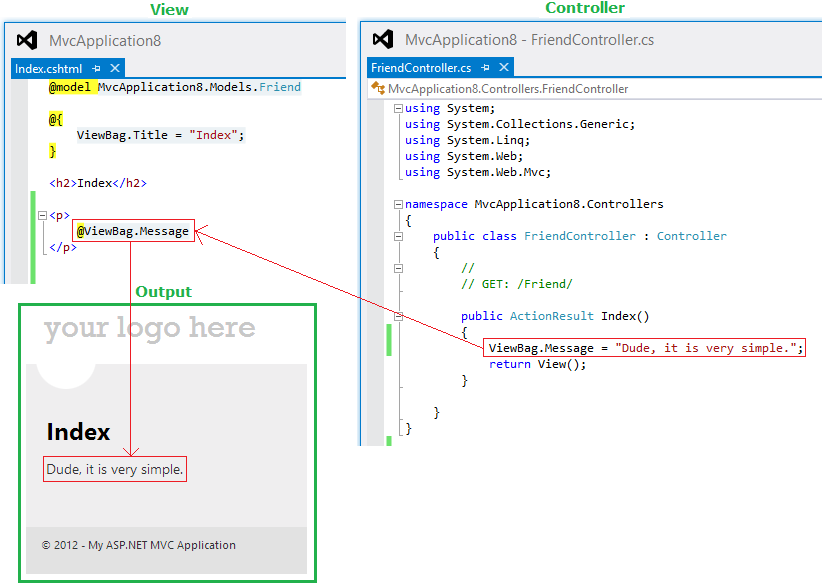 View
MvcApplication8
Index.cshtml
@model MvcApplication8.Models.Friend
@{
ViewBag.Title = "Index";
}
<h2>Index</h2>
<p>
@ViewBag.Message
</p>
Controller
MvcApplication8 - FriendController.cs
FriendController.cs
MvcApplication8.Controllers.FriendController
using System;
using System.Collections.Generic;
using System.Linq;
using System.Web;
using System.Web.Mvc;
namespace MvcApplication8.Controllers
{
public class FriendController : Controller
{
//
// GET: /Friend/
public ActionResult Index()
{
ViewBag.Message = "Dude, it is very simple.";
return View();
}
}
}
Output
your logo here
Index
Dude, it is very simple.
© 2012 - My ASP.NET MVC Application